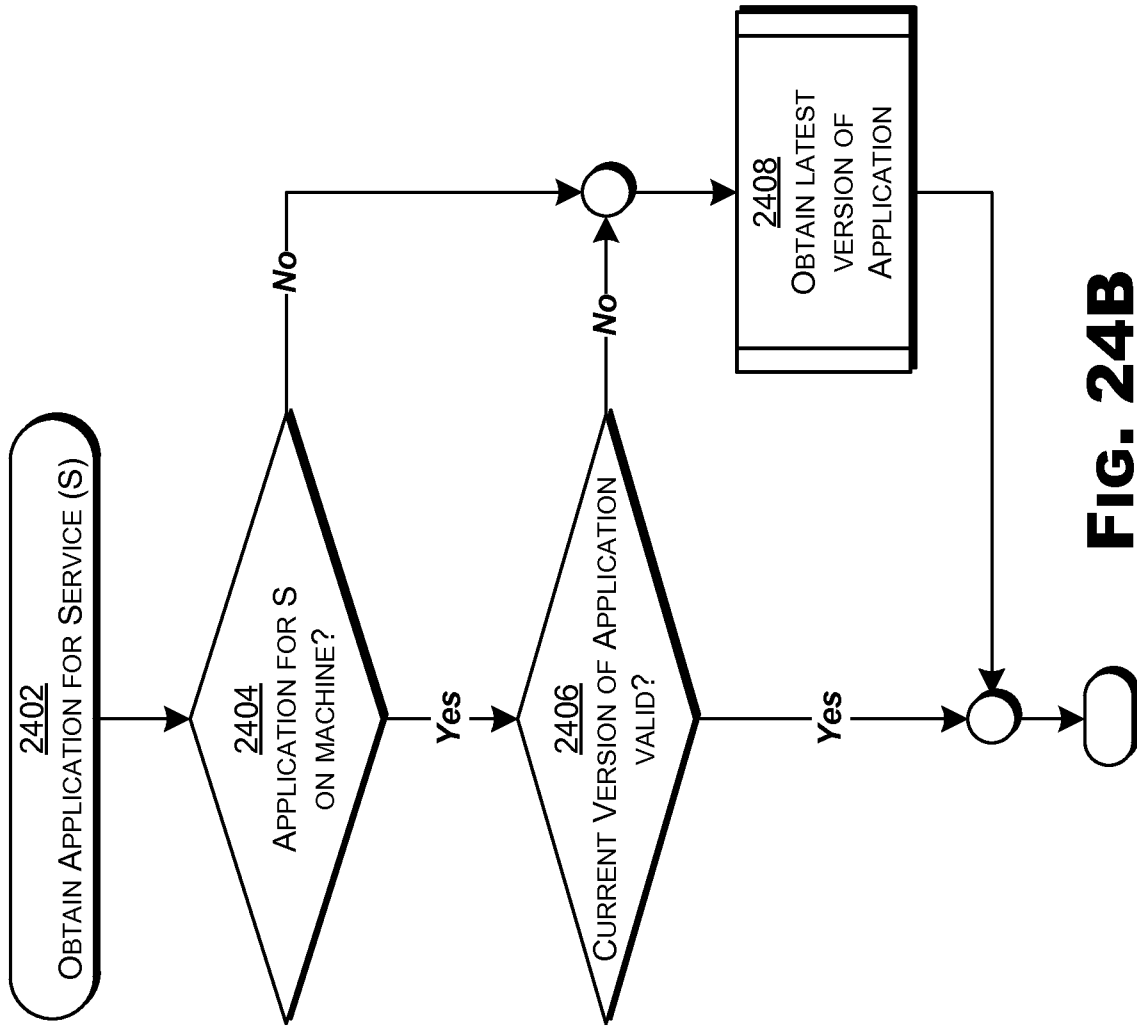 2402
OBTAIN APPLICATION FOR SERVICE (S)
2404
APPLICATION FOR S
ON MACHINE?
No
Yes
2406
CURRENT VERSION OF APPLICATION
VALID?
No
Yes
2408
OBTAIN LATEST
VERSION OF
APPLICATION
FIG. 24B